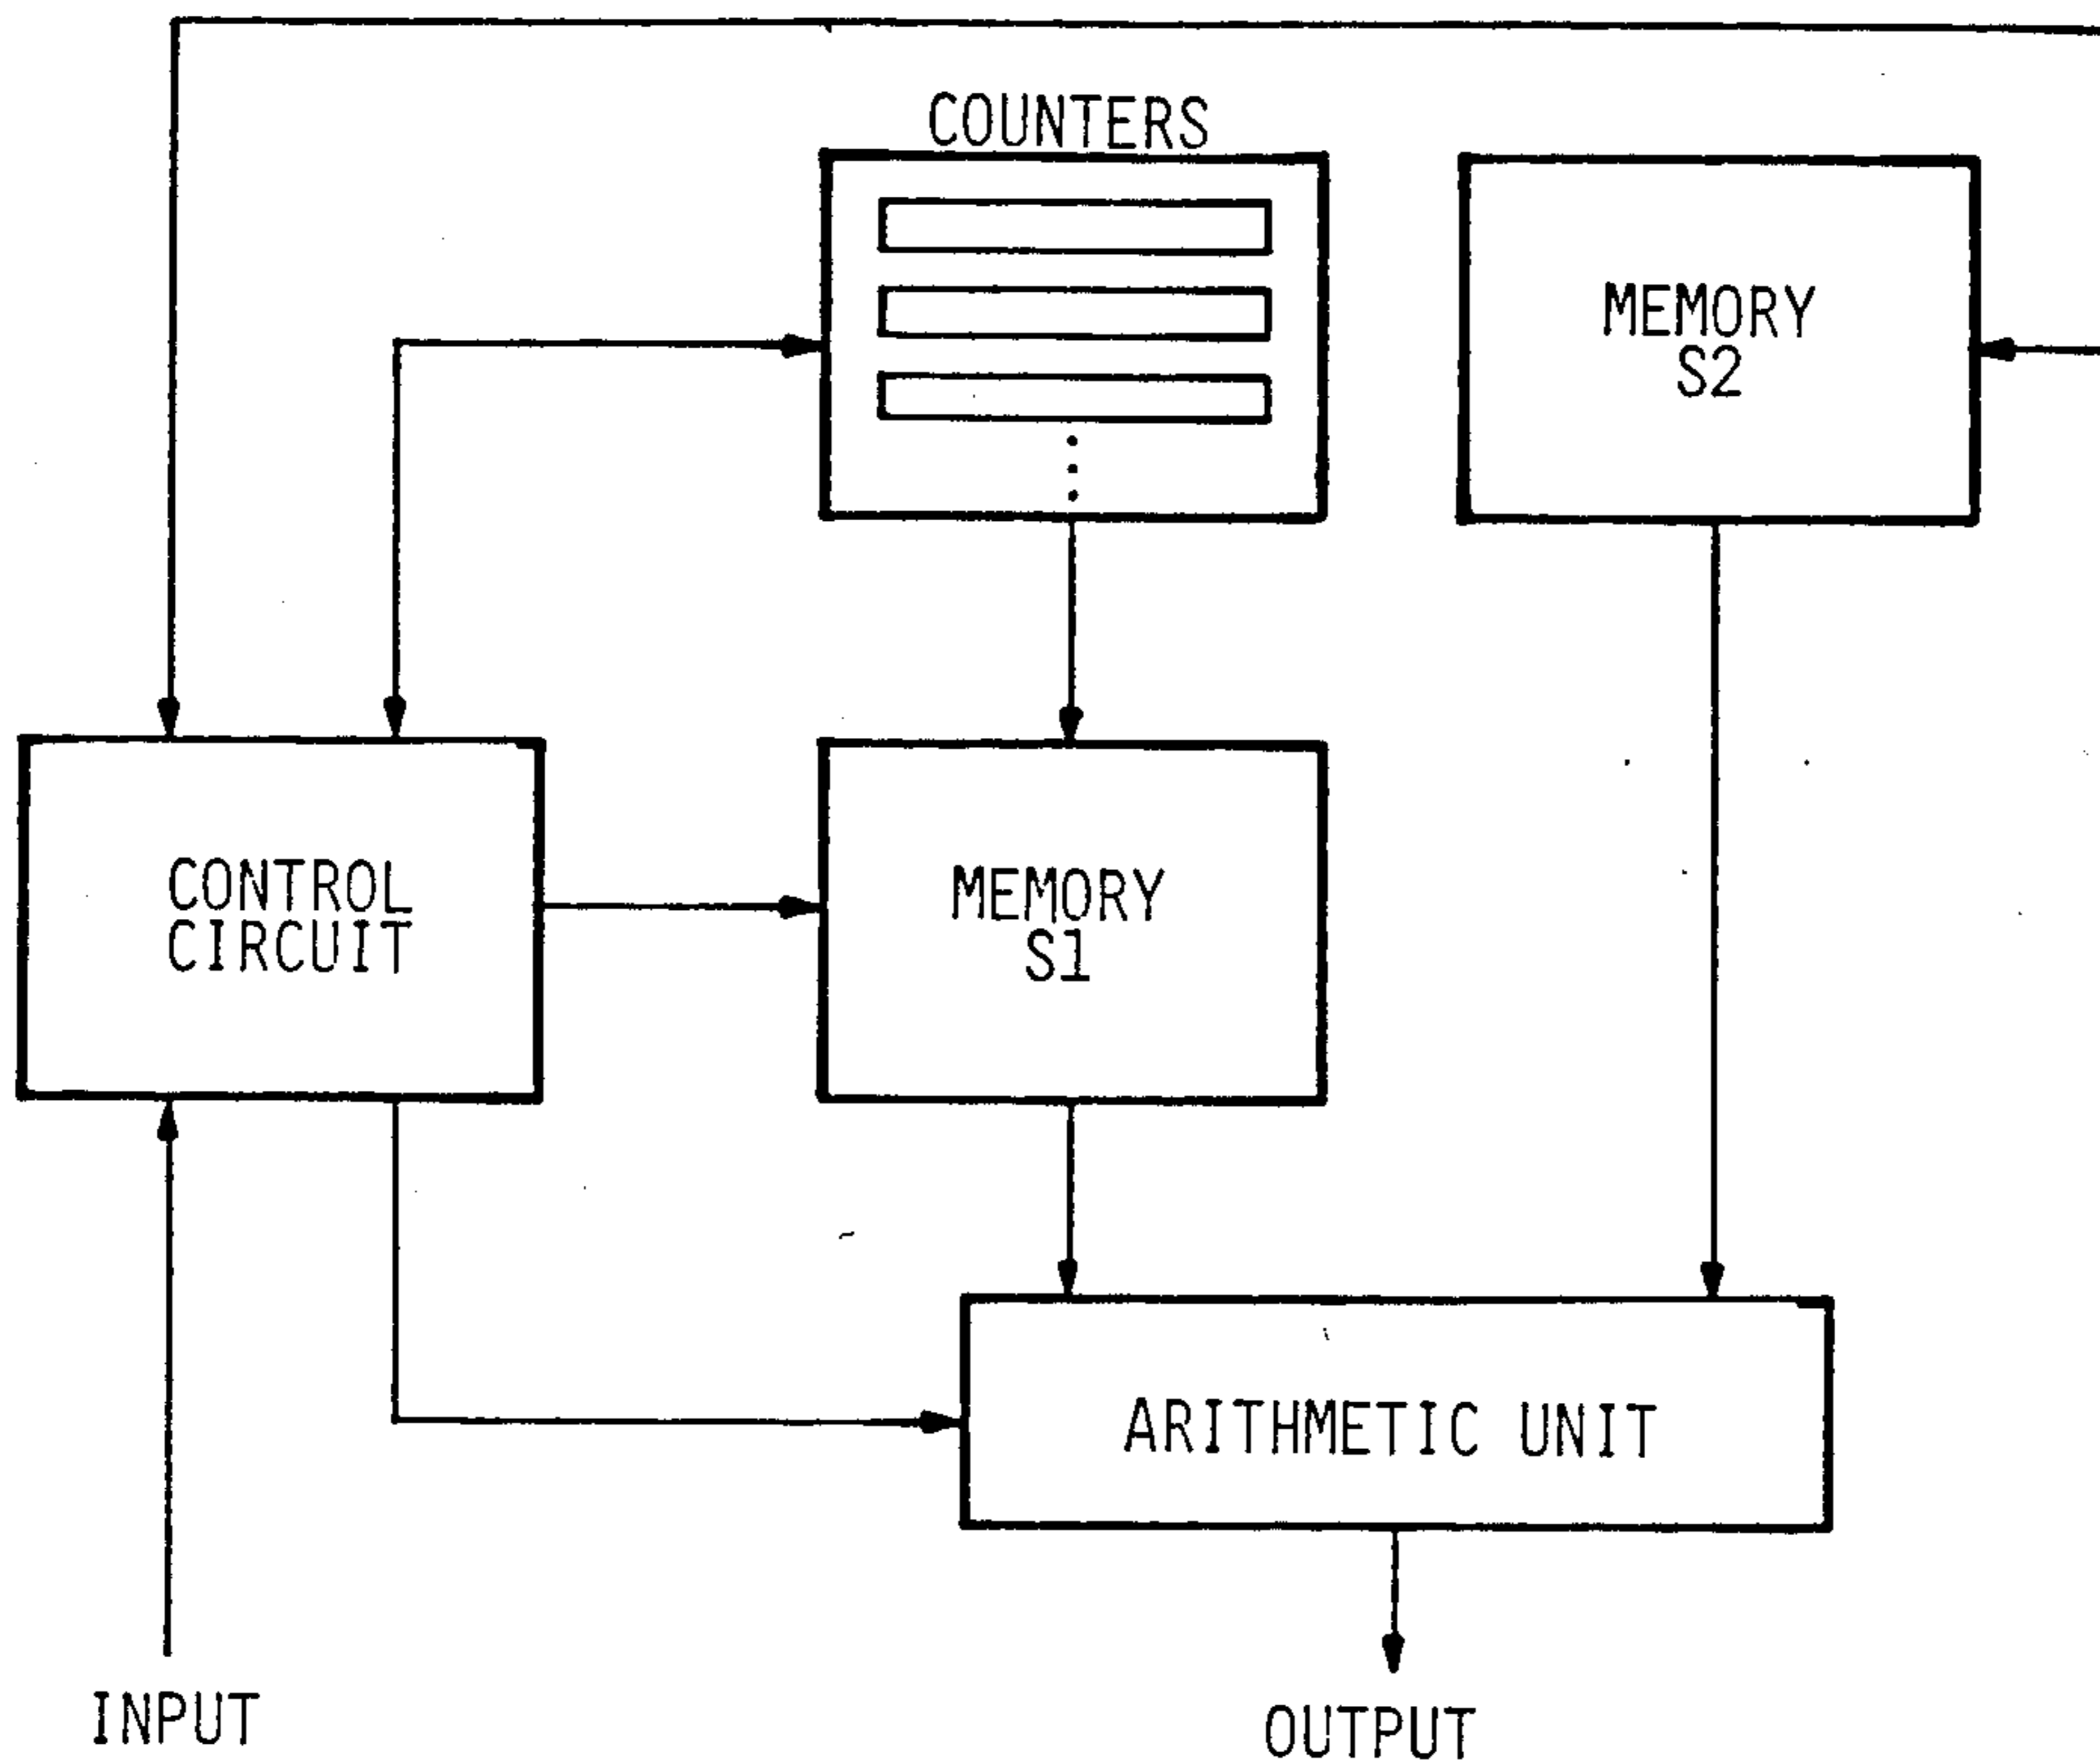 COUNTERS
MEMORY
S2
CONTROL
CIRCUIT
MEMORY
S1
ARITHMETIC UNIT
INPUT
OUTPUT